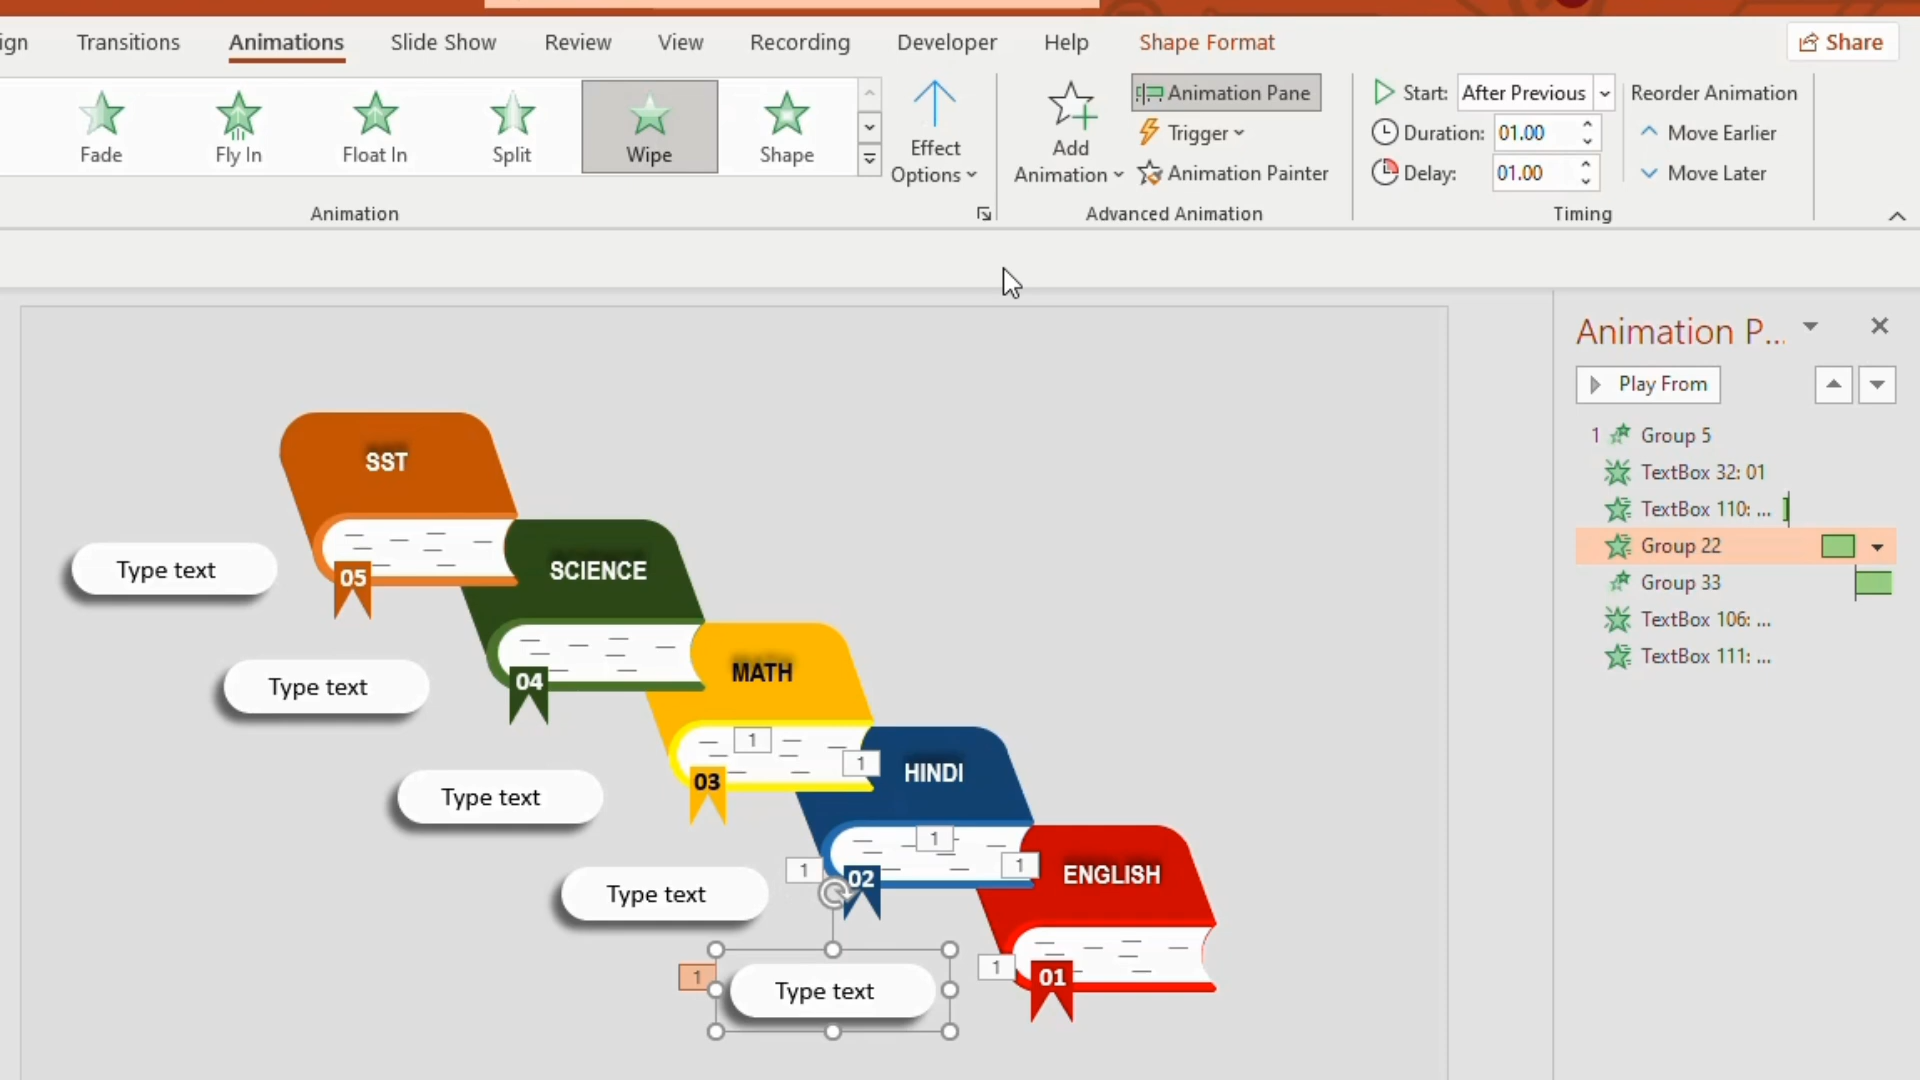 ign Transitions Animations Slide Show Review View Recording Developer Help Shape Format Share
Fade Fly In Float In Split Wipe Shape
Effect Options
Add Animation
Animation Pane
Trigger
Animation Painter
Start: After Previous
Duration: 01.00
Delay: 01.00
Reorder Animation
Move Earlier
Move Later
Animation Advanced Animation Timing
Animation P...
Play From
1 Group 5
TextBox 32: 01
TextBox 110: ...
Group 22
Group 33
TextBox 106: ...
TextBox 111: ...
SST
Type text
05
SCIENCE
Type text
04
MATH
1
1
Type text
03
HINDI
1
1
1
02
Type text
ENGLISH
1
01
1
Type text